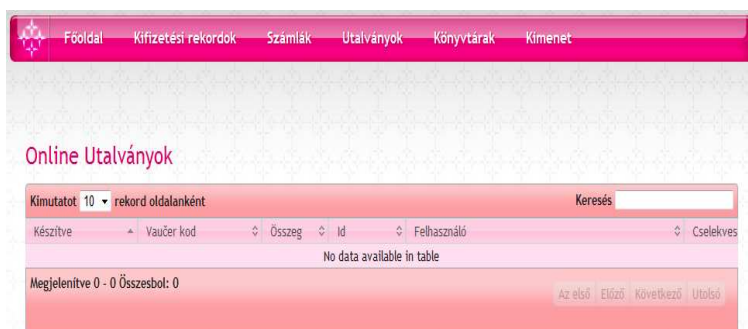 Főoldal Kifizetési rekordok Számlák Utalványok Könyvtárak Kimenet
Online Utalványok
Kimutatot 10 rekord oldalanként Keresés
Készítve Vaučer kod Összeg Id Felhasználó Cselekves
No data available in table
Megjelenítve 0 - 0 Összesbol: 0 Az első Előző Következő Utolsó